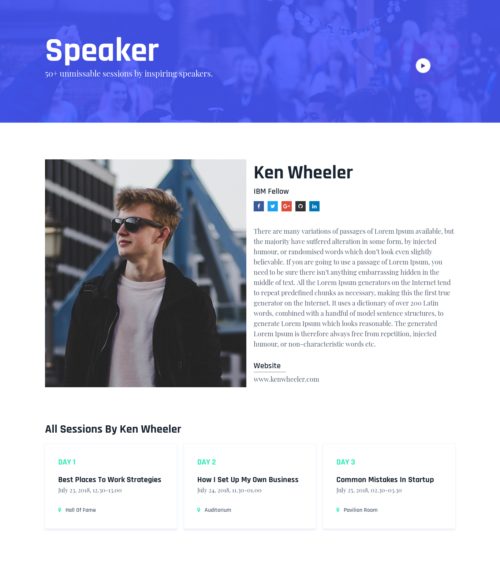 Speaker
50+ unmissable sessions by inspiring speakers.
Ken Wheeler
IBM Fellow
There are many variations of passages of Lorem Ipsum available, but
the majority have suffered alteration in some form, by injected
humour, or randomised words which don't look even slightly
believable. If you are going to use a passage of Lorem Ipsum, you
need to be sure there isn't anything embarrassing hidden in the
middle of text. All the Lorem Ipsum generators on the Internet tend
to repeat predefined chunks as necessary, making this the first true
generator on the Internet. It uses a dictionary of over 200 Latin
words, combined with a handful of model sentence structures, to
generate Lorem Ipsum which looks reasonable. The generated
Lorem Ipsum is therefore always free from repetition, injected
humour, or non-characteristic words etc.
Website
www.kenwheeler.com
All Sessions By Ken Wheeler
DAY 1
Best Places To Work Strategies
July 23, 2018, 12.30-13.00
Hall Of Fame
DAY 2
How I Set Up My Own Business
July 24, 2018, 11.30-01.00
Auditorium
DAY 3
Common Mistakes In Startup
July 25, 2018, 02.30-03.30
Pavilion Room